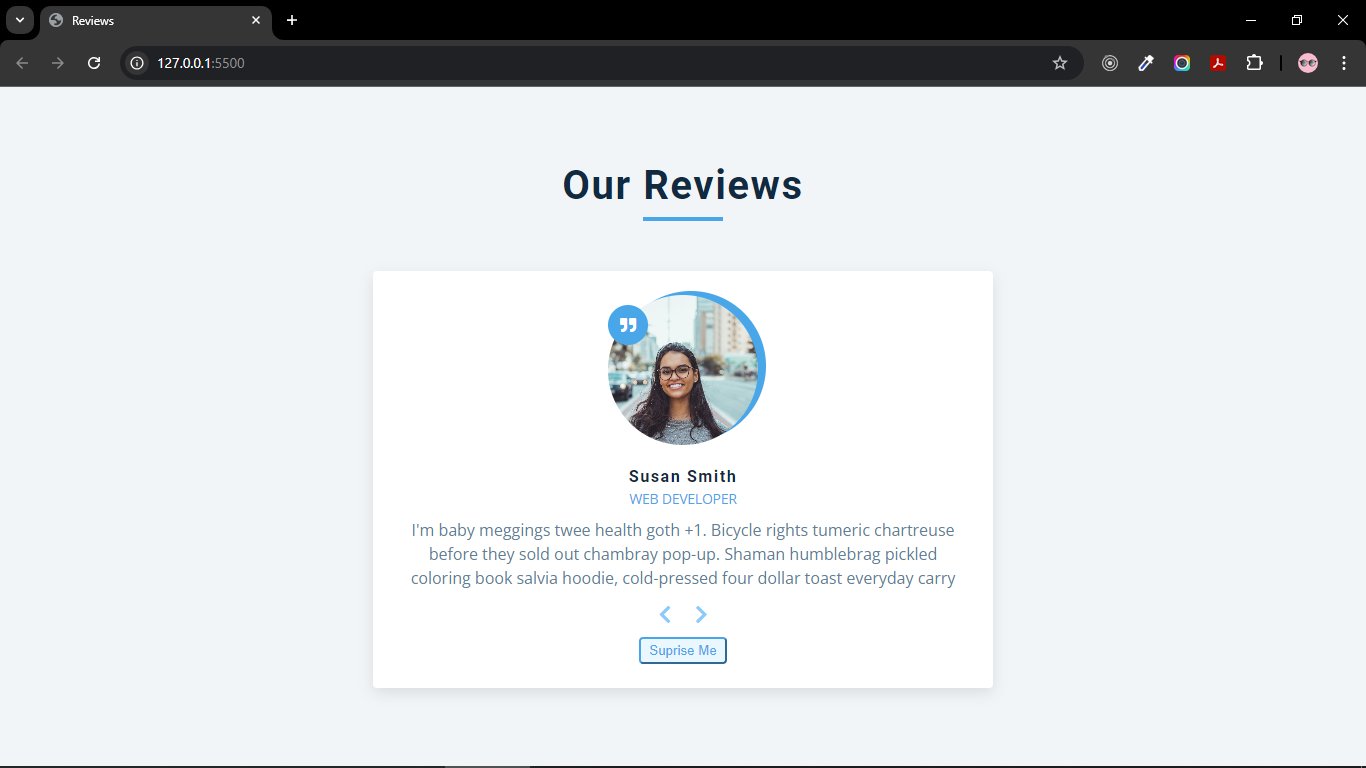 Reviews
127.0.0.1:5500
Our Reviews
Susan Smith
WEB DEVELOPER
I'm baby meggings twee health goth +1. Bicycle rights tumeric chartreuse
before they sold out chambray pop-up. Shaman humblebrag pickled
coloring book salvia hoodie, cold-pressed four dollar toast everyday carry
Suprise Me